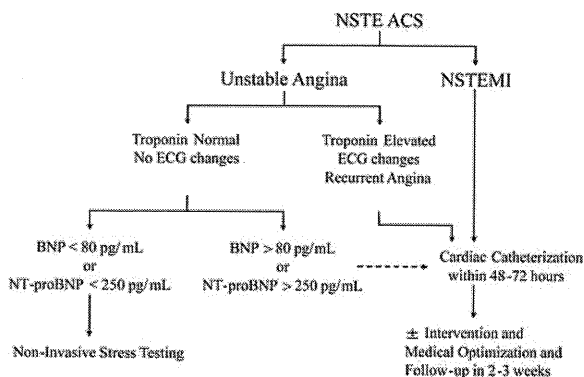 NSTE ACS
Unstable Angina
NSTEMI
Troponin Normal
No ECG changes
Troponin Elevated
ECG changes
Recurrent Angina
BNP < 80 pg/mL
or
NT-proBNP < 250 pg/mL
BNP > 80 pg/mL
or
NT-proBNP > 250 pg/mL
Cardiac Catheterization
within 48-72 hours
Non-Invasive Stress Testing
± Intervention and
Medical Optimization and
Follow-up in 2-3 weeks